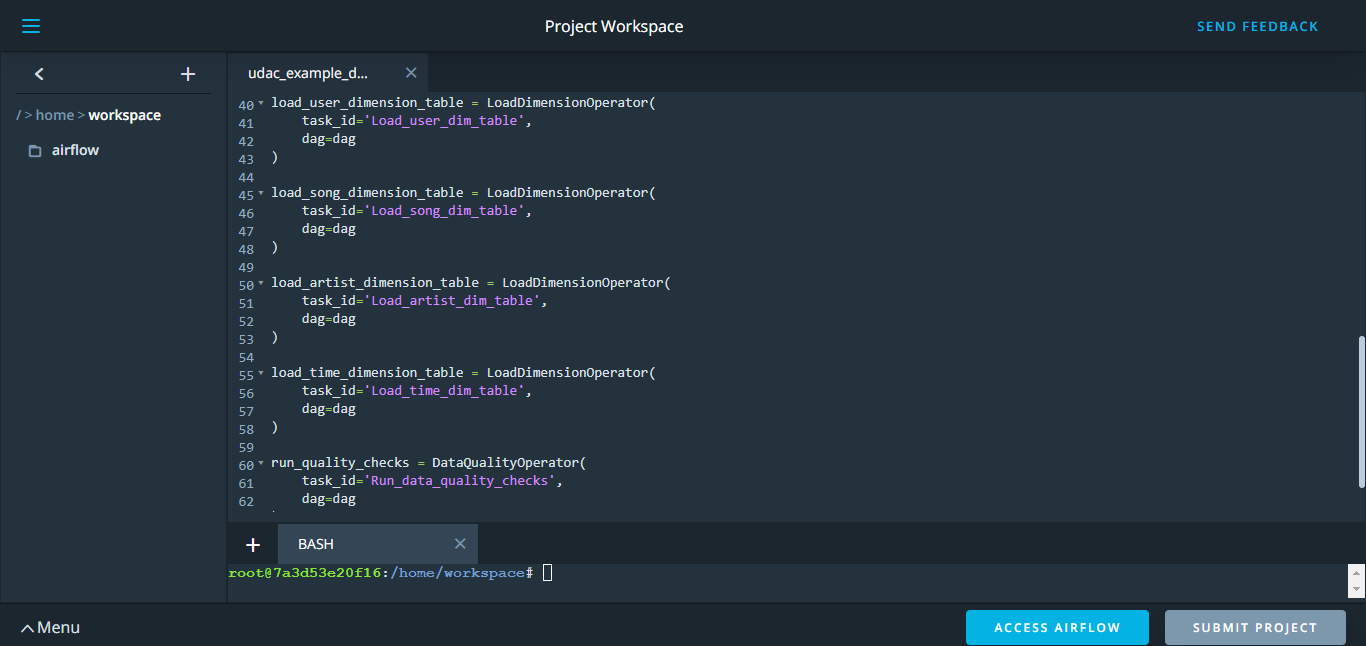 Project Workspace
SEND FEEDBACK
udac_example_d...
/ > home > workspace
airflow
40 load_user_dimension_table = LoadDimensionOperator(
41     task_id='Load_user_dim_table',
42     dag=dag
43 )
44
45 load_song_dimension_table = LoadDimensionOperator(
46     task_id='Load_song_dim_table',
47     dag=dag
48 )
49
50 load_artist_dimension_table = LoadDimensionOperator(
51     task_id='Load_artist_dim_table',
52     dag=dag
53 )
54
55 load_time_dimension_table = LoadDimensionOperator(
56     task_id='Load_time_dim_table',
57     dag=dag
58 )
59
60 run_quality_checks = DataQualityOperator(
61     task_id='Run_data_quality_checks',
62     dag=dag
BASH
root@7a3d53e20f16:/home/workspace#
Menu
ACCESS AIRFLOW
SUBMIT PROJECT